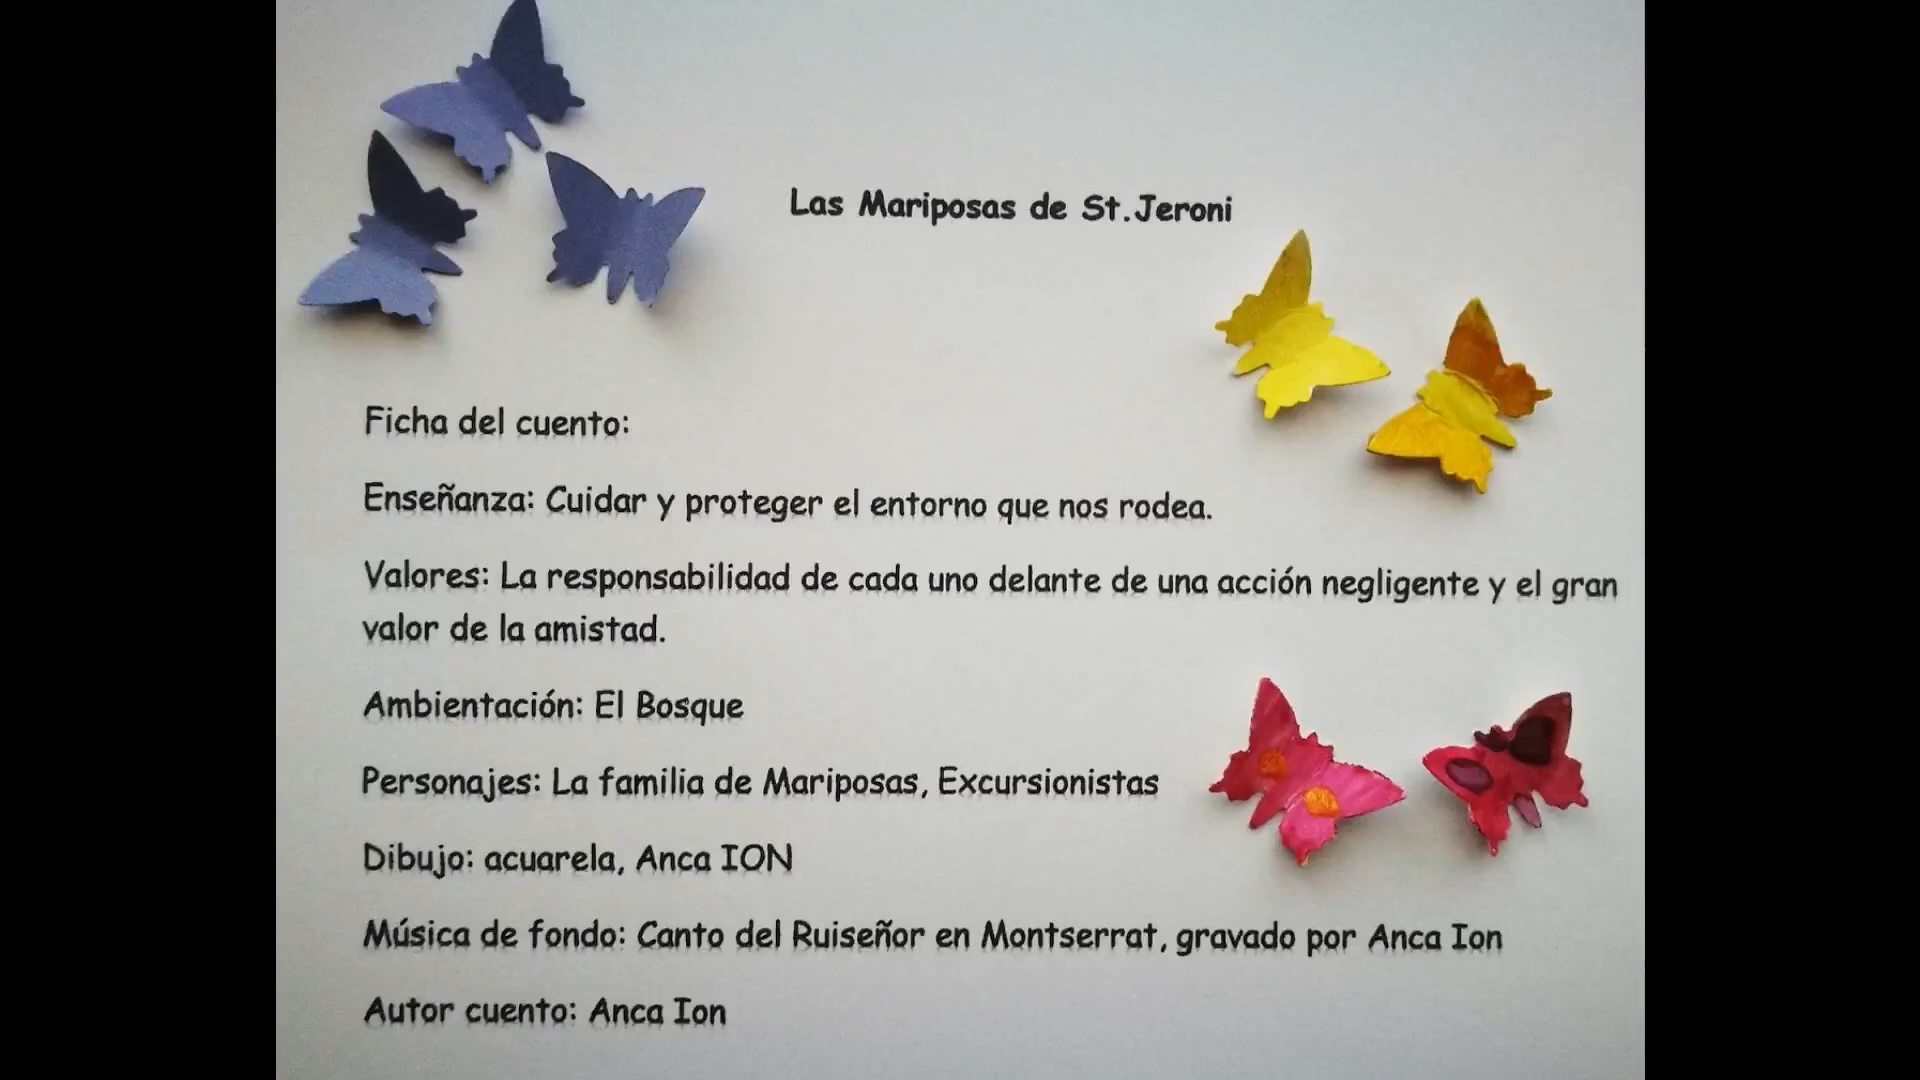 Las Mariposas de St.Jeroni
Ficha del cuento:
Enseñanza: Cuidar y proteger el entorno que nos rodea.
Valores: La responsabilidad de cada uno delante de una acción negligente y el gran
valor de la amistad.
Ambientación: El Bosque
Personajes: La familia de Mariposas, Excursionistas
Dibujo: acuarela, Anca ION
Música de fondo: Canto del Ruiseñor en Montserrat, gravado por Anca Ion
Autor cuento: Anca Ion